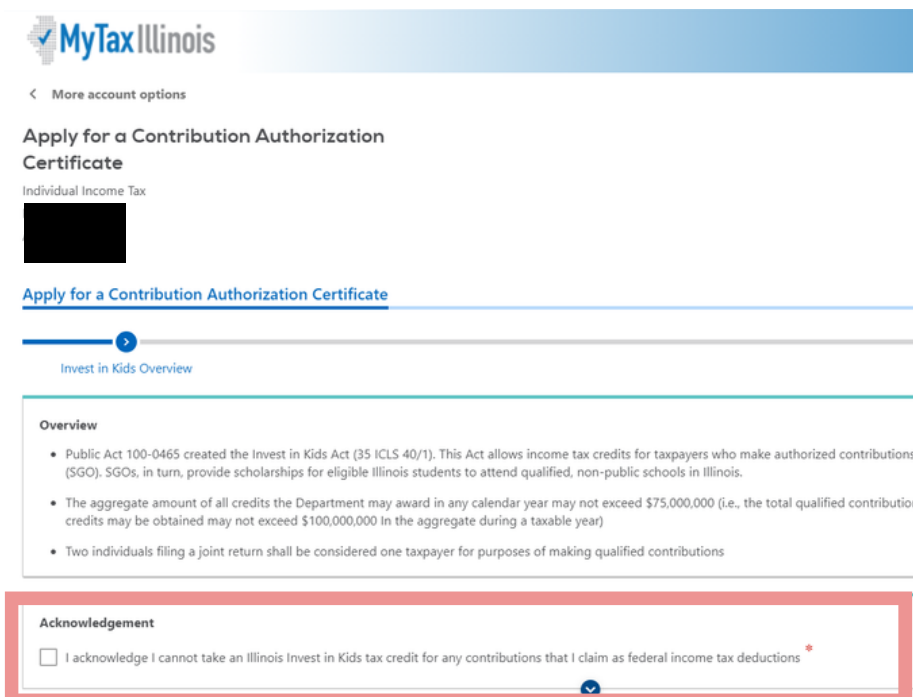 MyTax Illinois
More account options
Apply for a Contribution Authorization
Certificate
Individual Income Tax
Apply for a Contribution Authorization Certificate
Invest in Kids Overview
Overview
• Public Act 100-0465 created the Invest in Kids Act (35 ICLS 40/1). This Act allows income tax credits for taxpayers who make authorized contributions
(SGO). SGOs, in turn, provide scholarships for eligible Illinois students to attend qualified, non-public schools in Illinois.
• The aggregate amount of all credits the Department may award in any calendar year may not exceed $75,000,000 (i.e., the total qualified contributio
credits may be obtained may not exceed $100,000,000 In the aggregate during a taxable year)
• Two individuals filing a joint return shall be considered one taxpayer for purposes of making qualified contributions
Acknowledgement
I acknowledge I cannot take an Illinois Invest in Kids tax credit for any contributions that I claim as federal income tax deductions *